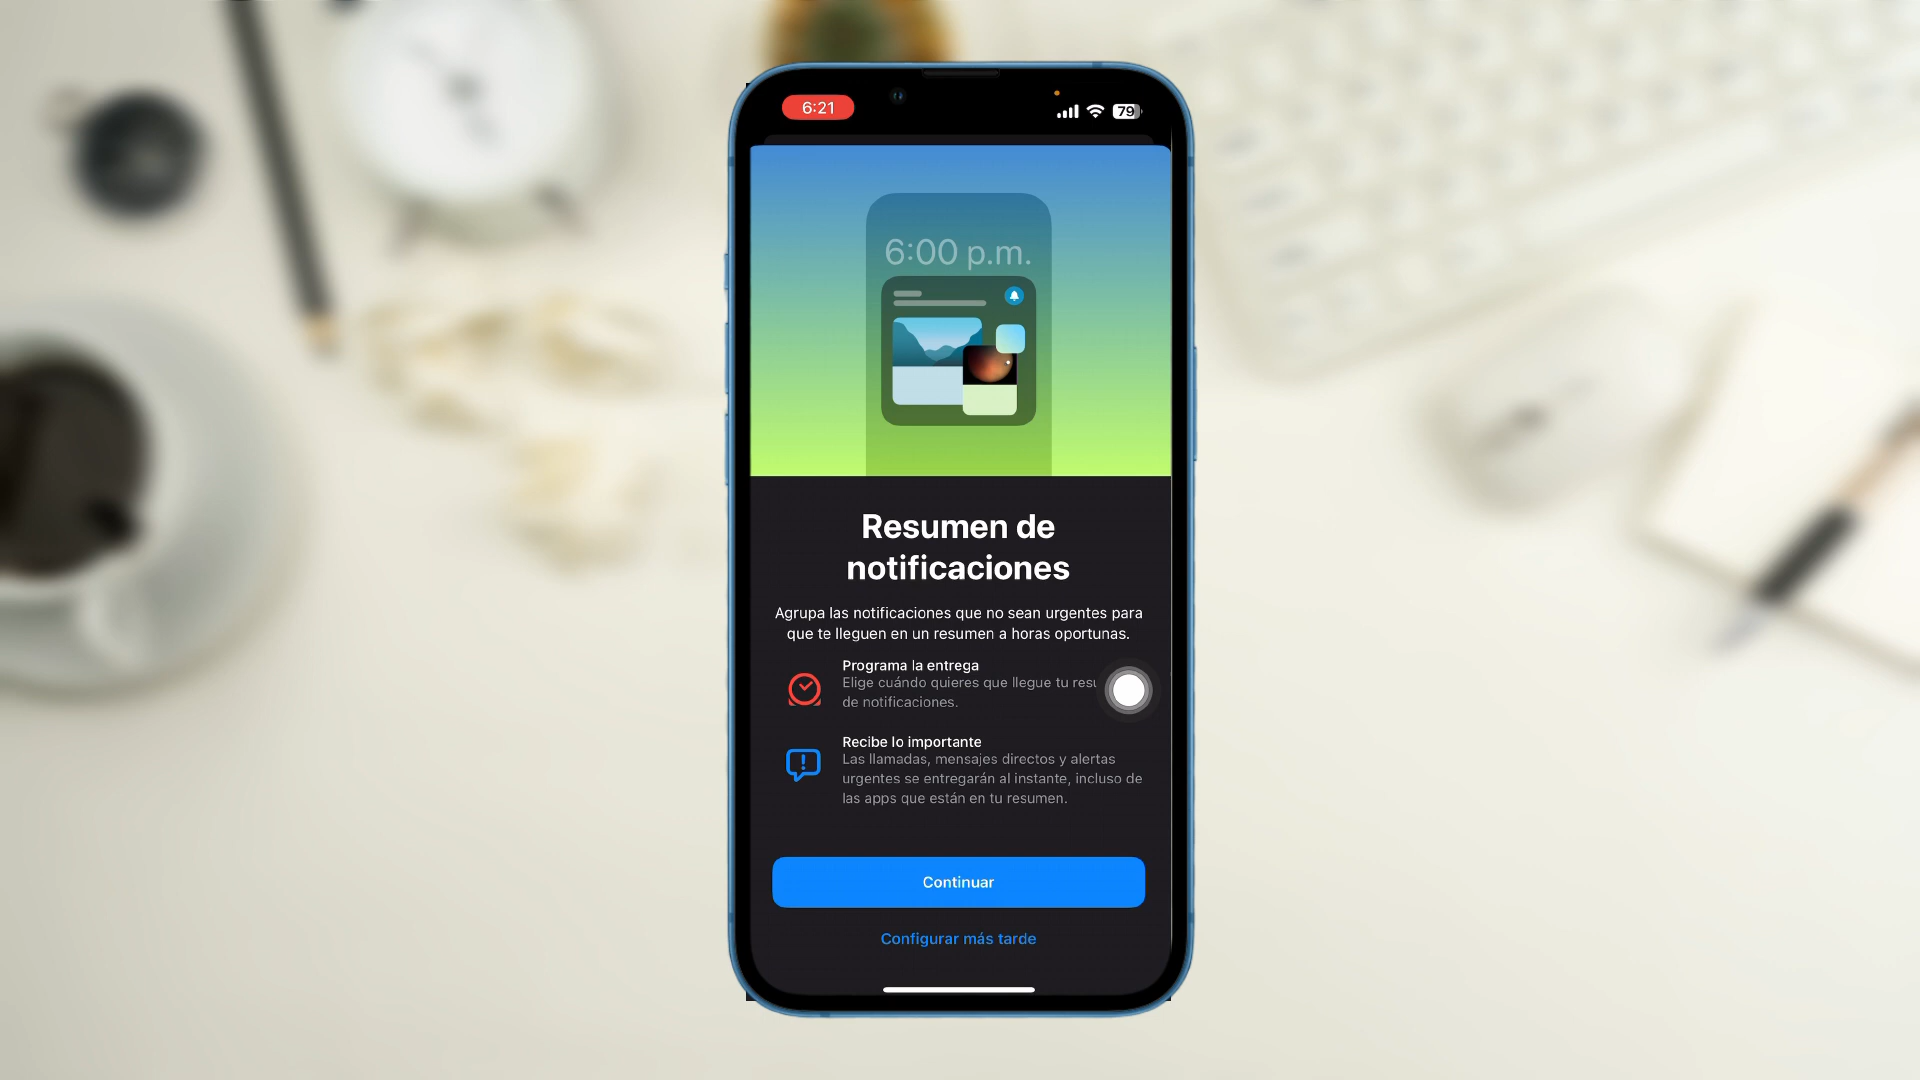 6:21
79
6:00 p.m.
Resumen de
notificaciones
Agrupa las notificaciones que no sean urgentes para
que te lleguen en un resumen a horas oportunas.
Programa la entrega
Elige cuándo quieres que llegue tu
de notificaciones.
Recibe lo importante
Las llamadas, mensajes directos y alertas
urgentes se entregarán al instante, incluso de
las apps que están en tu resumen.
Continuar
Configurar más tarde